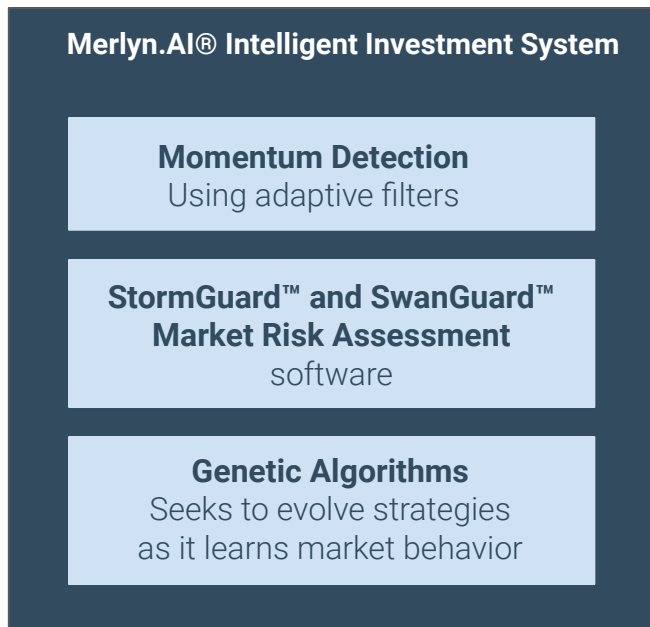 Merlyn.AI® Intelligent Investment System
Momentum Detection
Using adaptive filters
StormGuard™ and SwanGuard™
Market Risk Assessment
software
Genetic Algorithms
Seeks to evolve strategies
as it learns market behavior